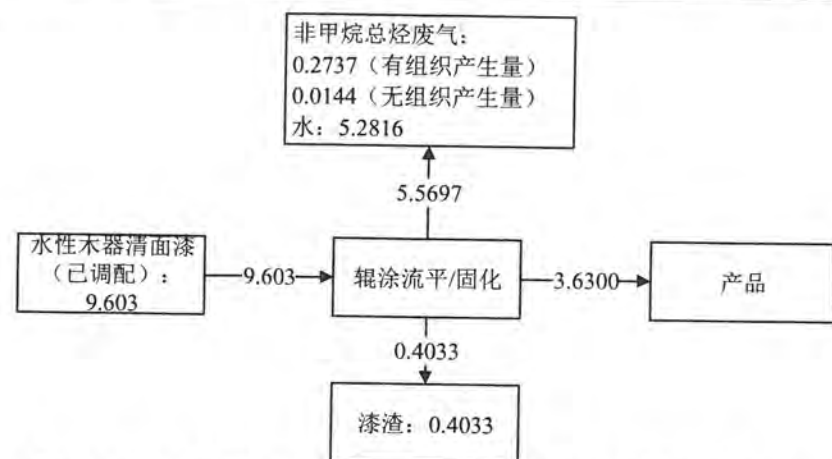 非甲烷总烃废气：
0.2737（有组织产生量）
0.0144（无组织产生量）
水：5.2816
5.5697
水性木器清面漆
（已调配）：
9.603
9.603
辊涂流平/固化
3.6300
产品
0.4033
漆渣：0.4033